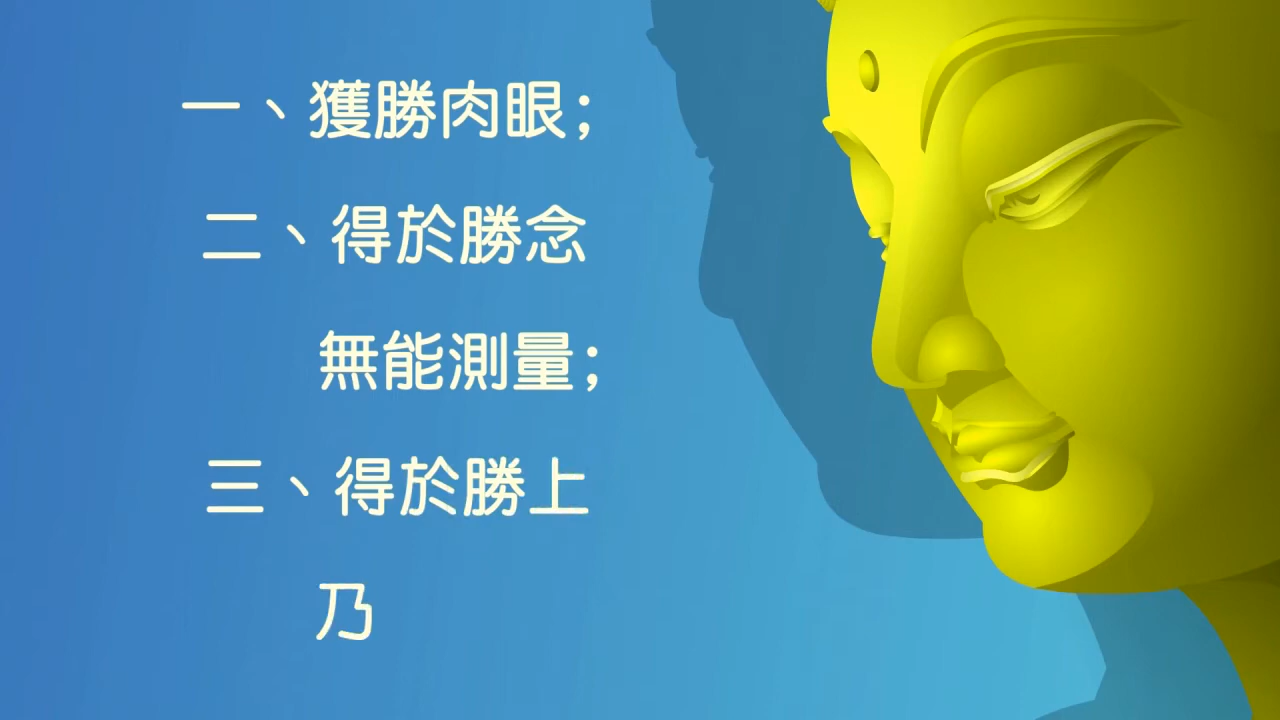 一、獲勝肉眼；
二、得於勝念
無能測量；
三、得於勝上
乃